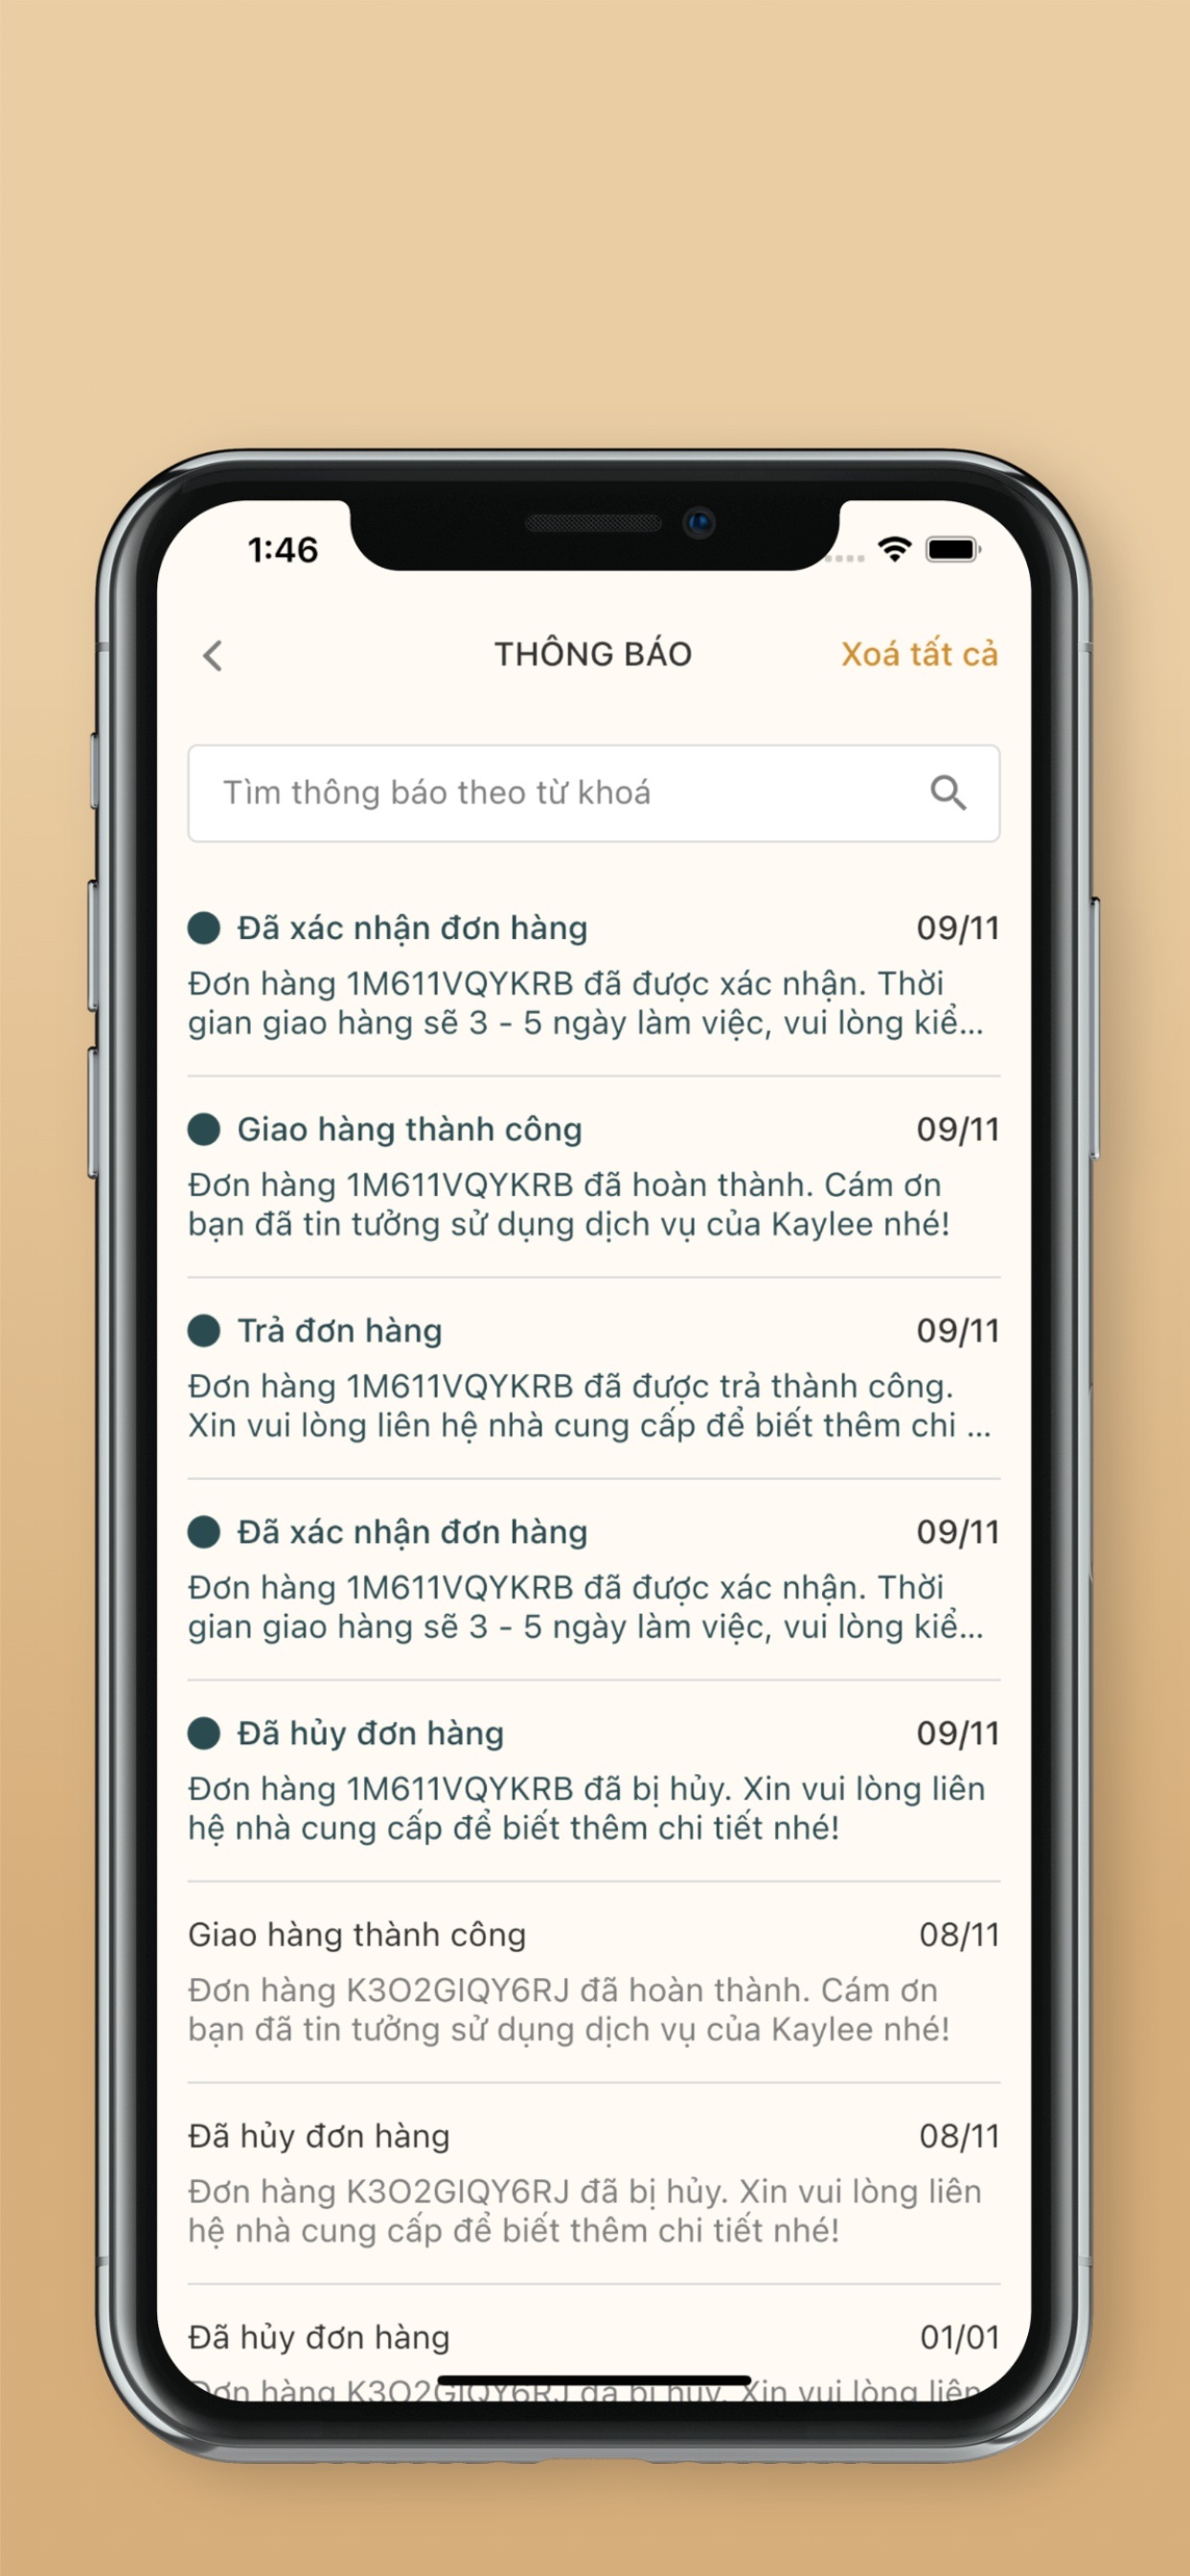 1:46
THÔNG BÁO
Xoá tất cả
Tìm thông báo theo từ khoá
Đã xác nhận đơn hàng 09/11
Đơn hàng 1M611VQYKRB đã được xác nhận. Thời
gian giao hàng sẽ 3 - 5 ngày làm việc, vui lòng kiể...
Giao hàng thành công 09/11
Đơn hàng 1M611VQYKRB đã hoàn thành. Cám ơn
bạn đã tin tưởng sử dụng dịch vụ của Kaylee nhé!
Trả đơn hàng 09/11
Đơn hàng 1M611VQYKRB đã được trả thành công.
Xin vui lòng liên hệ nhà cung cấp để biết thêm chi ...
Đã xác nhận đơn hàng 09/11
Đơn hàng 1M611VQYKRB đã được xác nhận. Thời
gian giao hàng sẽ 3 - 5 ngày làm việc, vui lòng kiể...
Đã hủy đơn hàng 09/11
Đơn hàng 1M611VQYKRB đã bị hủy. Xin vui lòng liên
hệ nhà cung cấp để biết thêm chi tiết nhé!
Giao hàng thành công 08/11
Đơn hàng K3O2GIQY6RJ đã hoàn thành. Cám ơn
bạn đã tin tưởng sử dụng dịch vụ của Kaylee nhé!
Đã hủy đơn hàng 08/11
Đơn hàng K3O2GIQY6RJ đã bị hủy. Xin vui lòng liên
hệ nhà cung cấp để biết thêm chi tiết nhé!
Đã hủy đơn hàng 01/01
Đơn hàng K3O2GIQY6RJ đã bị hủy. Xin vui lòng liên